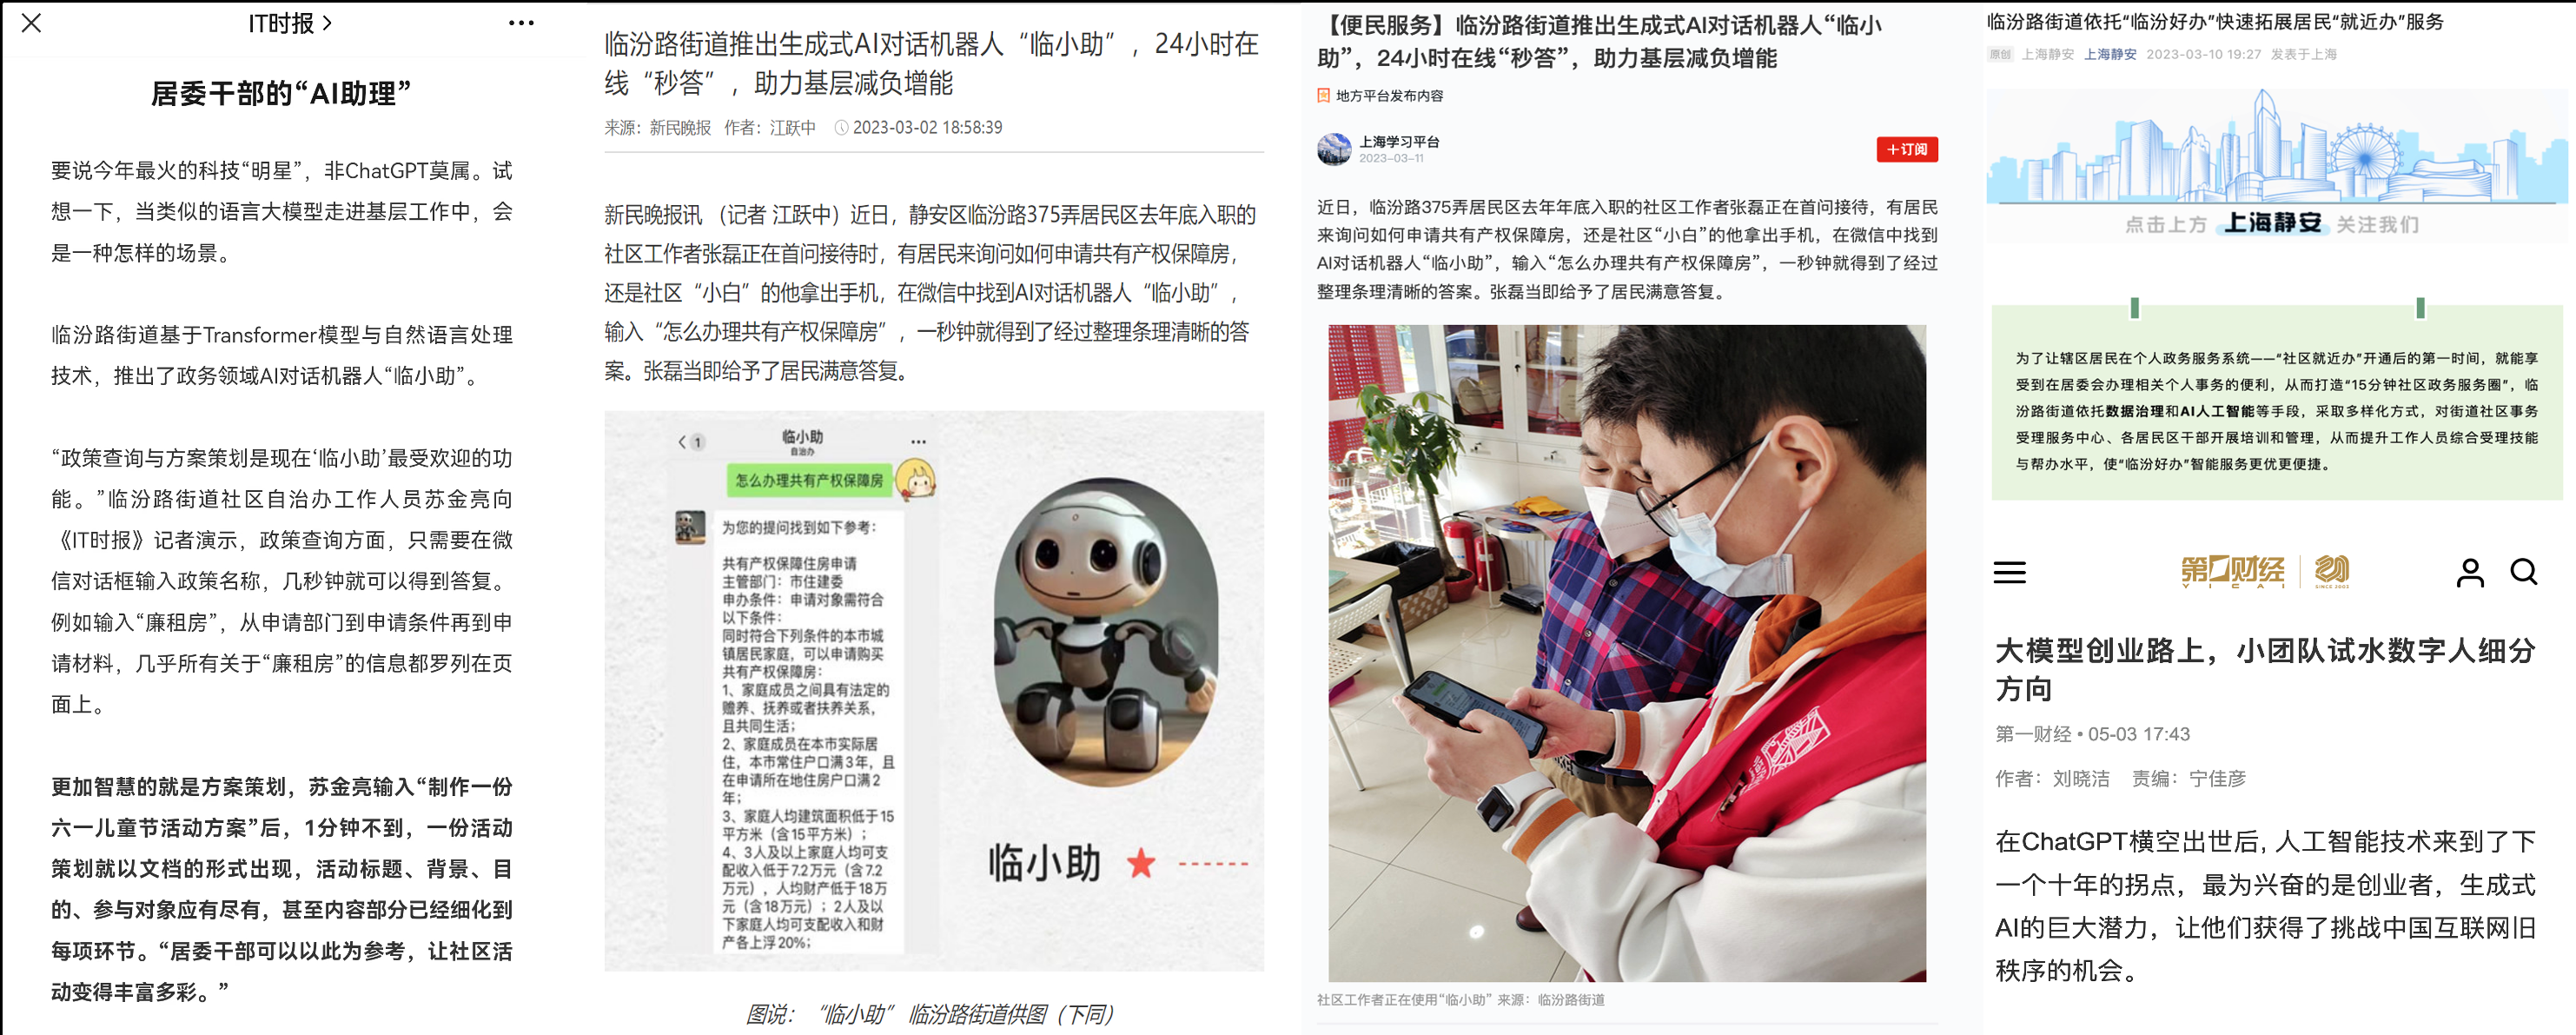 IT时报
居委干部的“AI助理”
要说今年最火的科技“明星”，非ChatGPT莫属。试
想一下，当类似的语言大模型走进基层工作中，会
是一种怎样的场景。
临汾路街道基于Transformer模型与自然语言处理
技术，推出了政务领域AI对话机器人“临小助”。
“政策查询与方案策划是现在‘临小助’最受欢迎的功
能。”临汾路街道社区自治办工作人员苏金亮向
《IT时报》记者演示，政策查询方面，只需要在微
信对话框输入政策名称，几秒钟就可以得到答复。
例如输入“廉租房”，从申请部门到申请条件再到申
请材料，几乎所有关于“廉租房”的信息都罗列在页
面上。
更加智慧的就是方案策划，苏金亮输入“制作一份
六一儿童节活动方案”后，1分钟不到，一份活动
策划就以文档的形式出现，活动标题、背景、目
的、参与对象应有尽有，甚至内容部分已经细化到
每项环节。“居委干部可以以此为参考，让社区活
动变得丰富多彩。”
临汾路街道推出生成式AI对话机器人“临小助”，24小时在
线“秒答”，助力基层减负增能
来源：新民晚报 作者：江跃中 2023-03-02 18:58:39
新民晚报讯 （记者 江跃中）近日，静安区临汾路375弄居民区去年底入职的
社区工作者张磊正在首问接待时，有居民来询问如何申请共有产权保障房，
还是社区“小白”的他拿出手机，在微信中找到AI对话机器人“临小助”，
输入“怎么办理共有产权保障房”，一秒钟就得到了经过整理条理清晰的答
案。张磊当即给予了居民满意答复。
1
临小助
自治办
怎么办理共有产权保障房
为您的提问找到如下参考：
共有产权保障住房申请
主管部门：市住建委
申办条件：申请对象需符合
以下条件：
同时符合下列条件的本市城
镇居民家庭，可以申请购买
共有产权保障房：
1、家庭成员之间具有法定的
赡养、抚养或者扶养关系，
且共同生活；
2、家庭成员在本市实际居
住，本市常住户口满3年，且
在申请所在地住房户口满2
年；
3、家庭人均建筑面积低于15
平方米（含15平方米）；
4、3人及以上家庭人均可支
配收入低于7.2万元（含7.2
万元），人均财产低于18万
元（含18万元）；2人及以
下家庭人均可支配收入和财
产各上浮20%；
临小助
图说：“临小助” 临汾路街道供图（下同）
【便民服务】临汾路街道推出生成式AI对话机器人“临小
助”，24小时在线“秒答”，助力基层减负增能
地方平台发布内容
上海学习平台
2023-03-11
＋订阅
近日，临汾路375弄居民区去年年底入职的社区工作者张磊正在首问接待，有居民
来询问如何申请共有产权保障房，还是社区“小白”的他拿出手机，在微信中找到
AI对话机器人“临小助”，输入“怎么办理共有产权保障房”，一秒钟就得到了经过
整理条理清晰的答案。张磊当即给予了居民满意答复。
社区工作者正在使用“临小助” 来源：临汾路街道
临汾路街道依托“临汾好办”快速拓展居民“就近办”服务
原创 上海静安 上海静安 2023-03-10 19:27 发表于上海
点击上方 上海静安 关注我们
为了让辖区居民在个人政务服务系统——“社区就近办”开通后的第一时间，就能享
受到在居委会办理相关个人事务的便利，从而打造“15分钟社区政务服务圈”，临
汾路街道依托数据治理和AI人工智能等手段，采取多样化方式，对街道社区事务
受理服务中心、各居民区干部开展培训和管理，从而提升工作人员综合受理技能
与帮办水平，使“临汾好办”智能服务更优更便捷。
第一财经
YICAI
SINCE 2003
大模型创业路上，小团队试水数字人细分
方向
第一财经 • 05-03 17:43
作者：刘晓洁 责编：宁佳彦
在ChatGPT横空出世后，人工智能技术来到了下
一个十年的拐点，最为兴奋的是创业者，生成式
AI的巨大潜力，让他们获得了挑战中国互联网旧
秩序的机会。